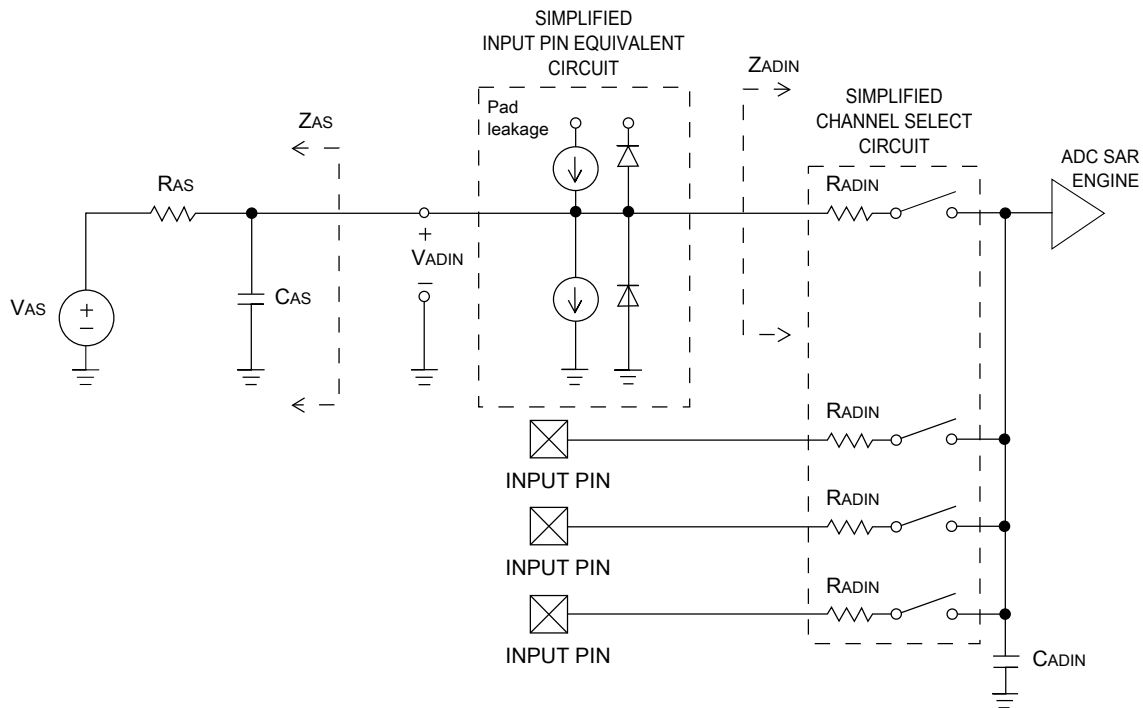 SIMPLIFIED
INPUT PIN EQUIVALENT
CIRCUIT
ZADIN
Pad
leakage
SIMPLIFIED
CHANNEL SELECT
CIRCUIT
ZAS
ADC SAR
ENGINE
RAS
RADIN
+
VADIN
–
CAS
VAS
+
–
RADIN
INPUT PIN
RADIN
INPUT PIN
RADIN
INPUT PIN
CADIN